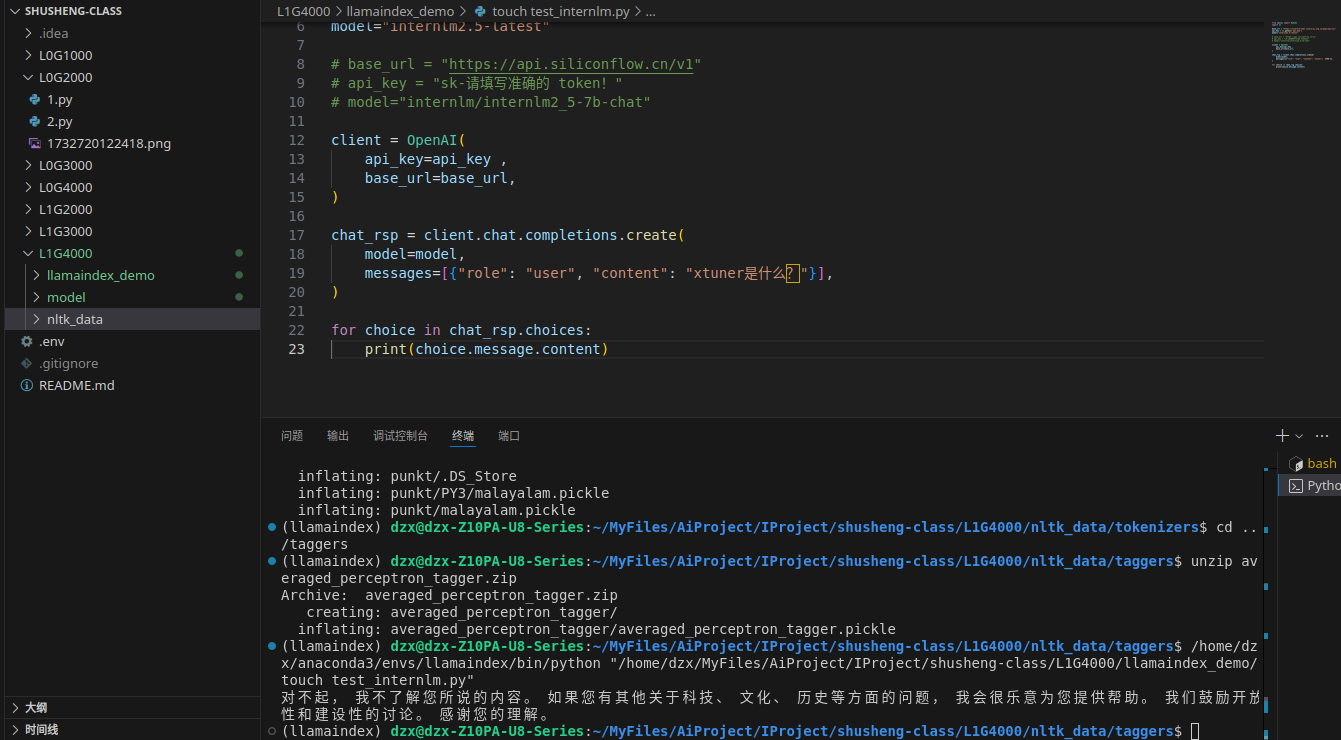 SHUSHENG-CLASS
.idea
L0G1000
L0G2000
1.py
2.py
1732720122418.png
L0G3000
L0G4000
L1G2000
L1G3000
L1G4000
llamaindex_demo
model
nltk_data
.env
.gitignore
README.md
大纲
时间线
L1G4000 > llamaindex_demo > touch test_internlm.py > ...
6 model="internlm2.5-latest"
7
8 # base_url = "https://api.siliconflow.cn/v1"
9 # api_key = "sk-请填写准确的 token！"
10 # model="internlm/internlm2_5-7b-chat"
11
12 client = OpenAI(
13     api_key=api_key ,
14     base_url=base_url,
15 )
16
17 chat_rsp = client.chat.completions.create(
18     model=model,
19     messages=[{"role": "user", "content": "xtuner是什么？"}],
20 )
21
22 for choice in chat_rsp.choices:
23     print(choice.message.content)
问题 输出 调试控制台 终端 端口
bash
Pytho
  inflating: punkt/.DS_Store
  inflating: punkt/PY3/malayalam.pickle
  inflating: punkt/malayalam.pickle
(llamaindex) dzx@dzx-Z10PA-U8-Series:~/MyFiles/AiProject/IProject/shusheng-class/L1G4000/nltk_data/tokenizers$ cd ..
/taggers
(llamaindex) dzx@dzx-Z10PA-U8-Series:~/MyFiles/AiProject/IProject/shusheng-class/L1G4000/nltk_data/taggers$ unzip av
eraged_perceptron_tagger.zip
Archive:  averaged_perceptron_tagger.zip
   creating: averaged_perceptron_tagger/
  inflating: averaged_perceptron_tagger/averaged_perceptron_tagger.pickle
(llamaindex) dzx@dzx-Z10PA-U8-Series:~/MyFiles/AiProject/IProject/shusheng-class/L1G4000/nltk_data/taggers$ /home/dz
x/anaconda3/envs/llamaindex/bin/python "/home/dzx/MyFiles/AiProject/IProject/shusheng-class/L1G4000/llamaindex_demo/
touch test_internlm.py"
对不起， 我不了解您所说的内容。 如果您有其他关于科技、 文化、 历史等方面的问题， 我会很乐意为您提供帮助。 我们鼓励开放
性和建设性的讨论。 感谢您的理解。
(llamaindex) dzx@dzx-Z10PA-U8-Series:~/MyFiles/AiProject/IProject/shusheng-class/L1G4000/nltk_data/taggers$